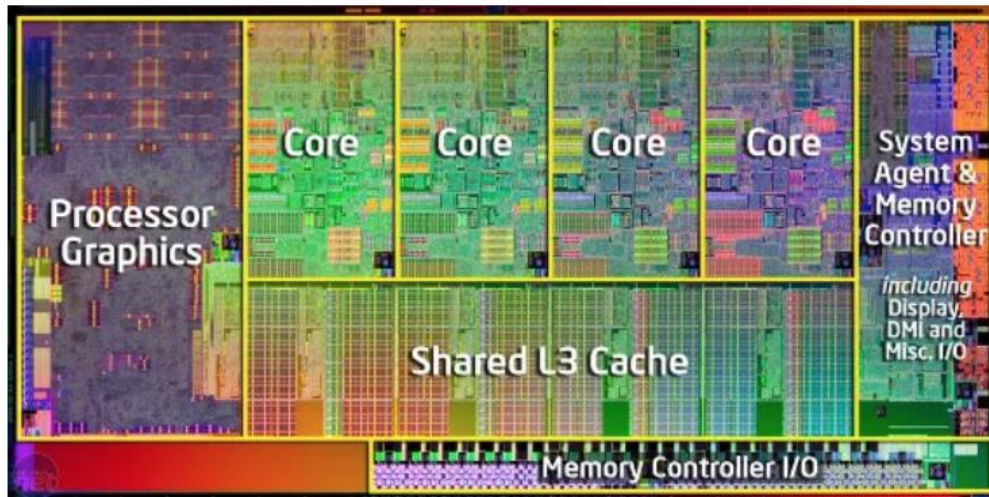 Processor
Graphics
Core
Core
Core
Core
System
Agent &
Memory
Controller
including
Display,
DMI and
Misc. I/O
Shared L3 Cache
Memory Controller I/O